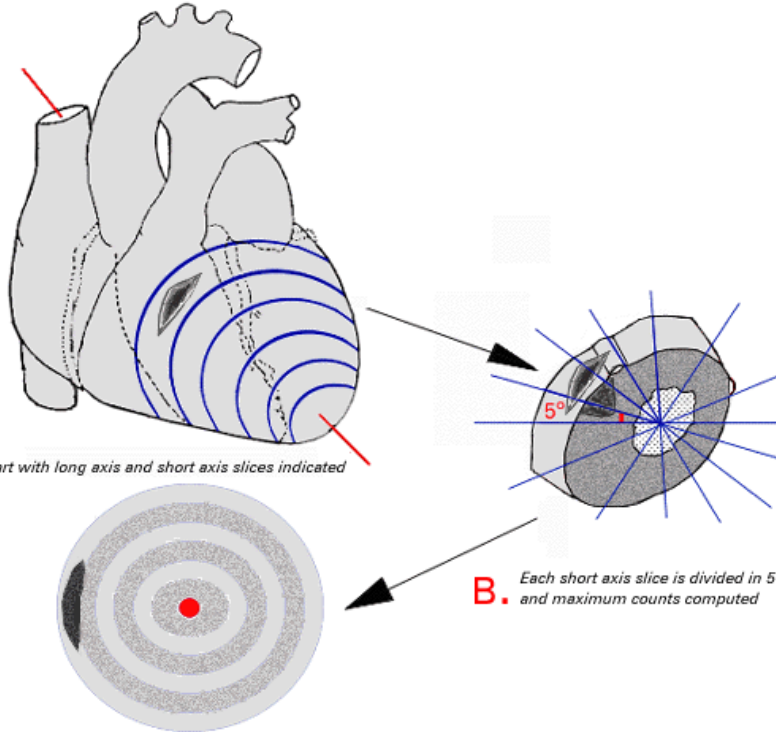 5°
art with long axis and short axis slices indicated
B. Each short axis slice is divided in 5
and maximum counts computed